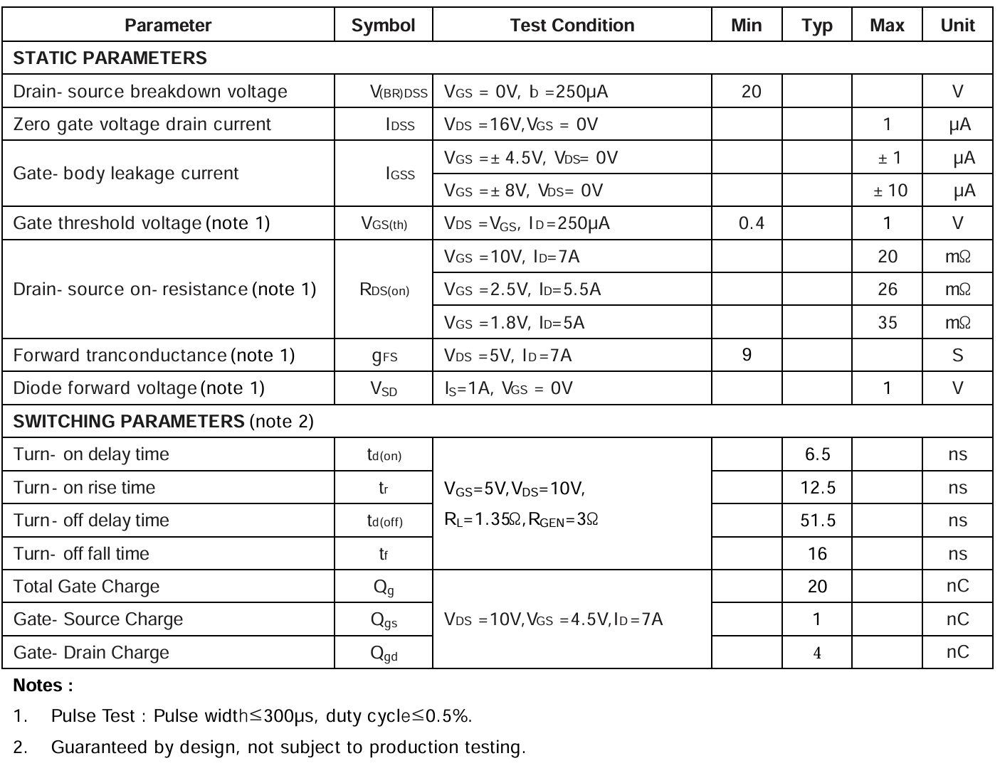 Parameter Symbol Test Condition Min Typ Max Unit
STATIC PARAMETERS
Drain- source breakdown voltage V(BR)DSS VGS = 0V, b =250µA 20 V
Zero gate voltage drain current IDSS VDS =16V,VGS = 0V 1 µA
Gate- body leakage current IGSS VGS =± 4.5V, VDS= 0V ± 1 µA
VGS =± 8V, VDS= 0V ± 10 µA
Gate threshold voltage (note 1) VGS(th) VDS =VGS, ID=250µA 0.4 1 V
Drain- source on- resistance (note 1) RDS(on) VGS =10V, ID=7A 20 mΩ
VGS =2.5V, ID=5.5A 26 mΩ
VGS =1.8V, ID=5A 35 mΩ
Forward tranconductance (note 1) gFS VDS =5V, ID=7A 9 S
Diode forward voltage (note 1) VSD IS=1A, VGS = 0V 1 V
SWITCHING PARAMETERS (note 2)
Turn- on delay time td(on) 6.5 ns
Turn- on rise time tr VGS=5V,VDS=10V, 12.5 ns
Turn- off delay time td(off) RL=1.35Ω,RGEN=3Ω 51.5 ns
Turn- off fall time tf 16 ns
Total Gate Charge Qg 20 nC
Gate- Source Charge Qgs VDS =10V,VGS =4.5V,ID=7A 1 nC
Gate- Drain Charge Qgd 4 nC
Notes :
1. Pulse Test : Pulse width≤300µs, duty cycle≤0.5%.
2. Guaranteed by design, not subject to production testing.